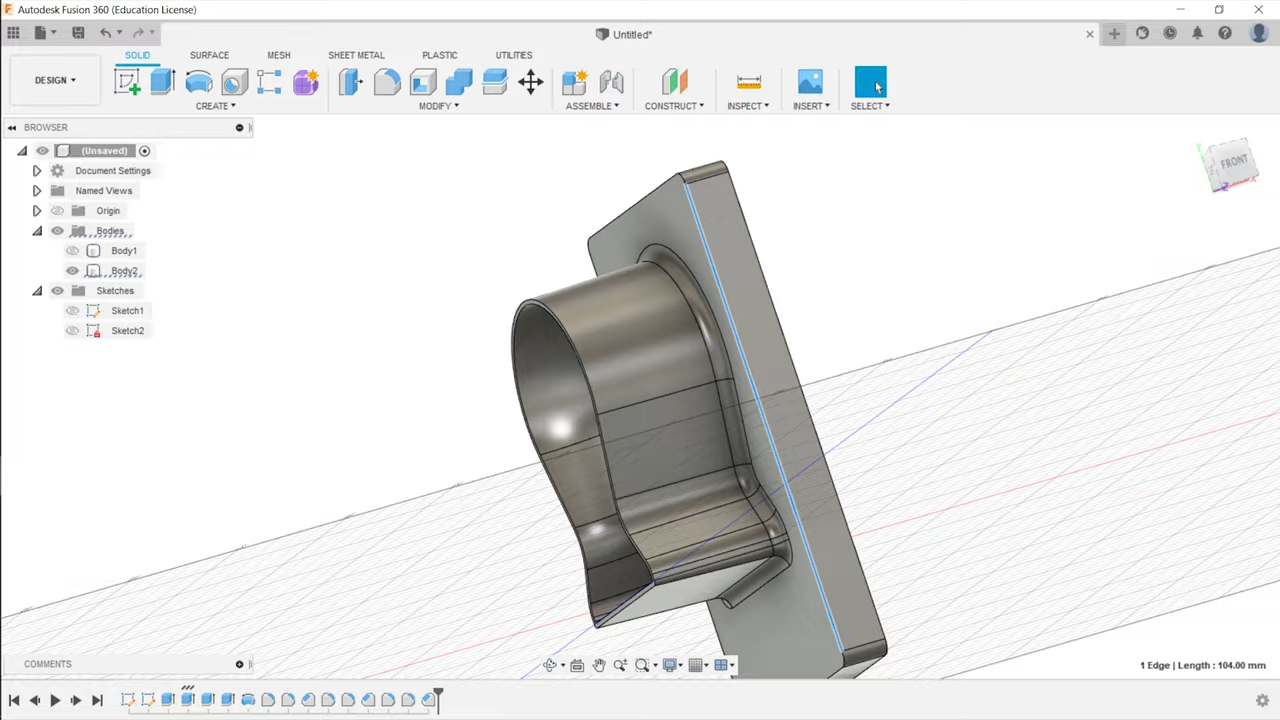 Autodesk Fusion 360 (Education License)
Untitled*
SOLID SURFACE MESH SHEET METAL PLASTIC UTILITIES
DESIGN
CREATE MODIFY ASSEMBLE CONSTRUCT INSPECT INSERT SELECT
BROWSER
(Unsaved)
Document Settings
Named Views
Origin
Bodies
Body1
Body2
Sketches
Sketch1
Sketch2
FRONT
COMMENTS
1 Edge | Length : 104.00 mm